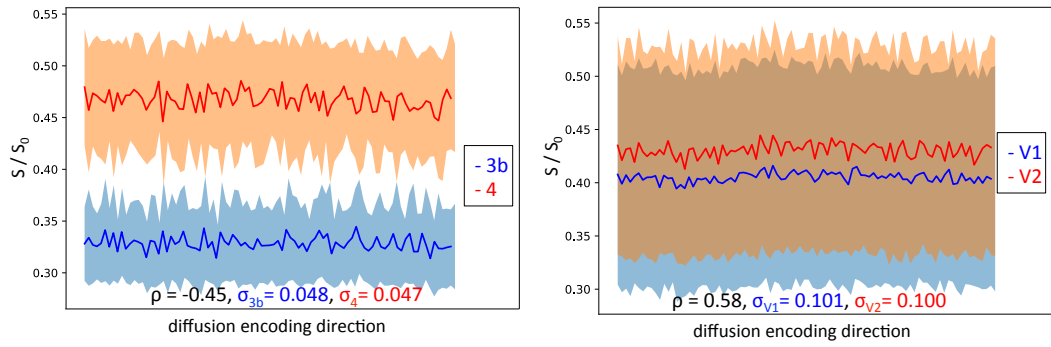 0.55
0.50
0.45
0.40
0.35
0.30
S / S₀
- 3b
- 4
ρ = -0.45, σ₃b= 0.048, σ₄= 0.047
diffusion encoding direction
0.55
0.50
0.45
0.40
0.35
0.30
S / S₀
- V1
- V2
ρ = 0.58, σV1= 0.101, σV2= 0.100
diffusion encoding direction